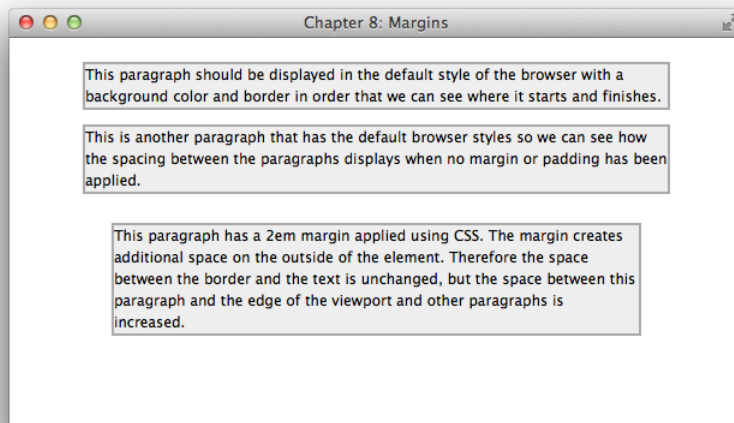 Chapter 8: Margins
This paragraph should be displayed in the default style of the browser with a
background color and border in order that we can see where it starts and finishes.
This is another paragraph that has the default browser styles so we can see how
the spacing between the paragraphs displays when no margin or padding has been
applied.
This paragraph has a 2em margin applied using CSS. The margin creates
additional space on the outside of the element. Therefore the space
between the border and the text is unchanged, but the space between this
paragraph and the edge of the viewport and other paragraphs is
increased.